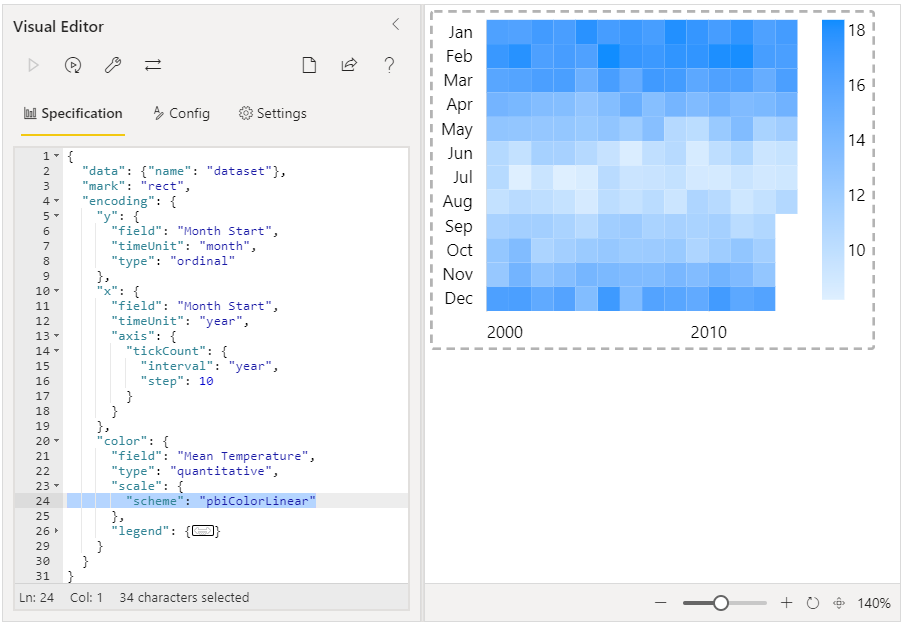 Visual Editor
Specification
Config
Settings
1 {
2 "data": {"name": "dataset"},
3 "mark": "rect",
4 "encoding": {
5 "y": {
6 "field": "Month Start",
7 "timeUnit": "month",
8 "type": "ordinal"
9 },
10 "x": {
11 "field": "Month Start",
12 "timeUnit": "year",
13 "axis": {
14 "tickCount": {
15 "interval": "year",
16 "step": 10
17 }
18 }
19 },
20 "color": {
21 "field": "Mean Temperature",
22 "type": "quantitative",
23 "scale": {
24 "scheme": "pbiColorLinear"
25 },
26 "legend": {}
29 }
30 }
31 }
Ln: 24 Col: 1 34 characters selected
Jan
Feb
Mar
Apr
May
Jun
Jul
Aug
Sep
Oct
Nov
Dec
2000 2010
18
16
14
12
10
140%